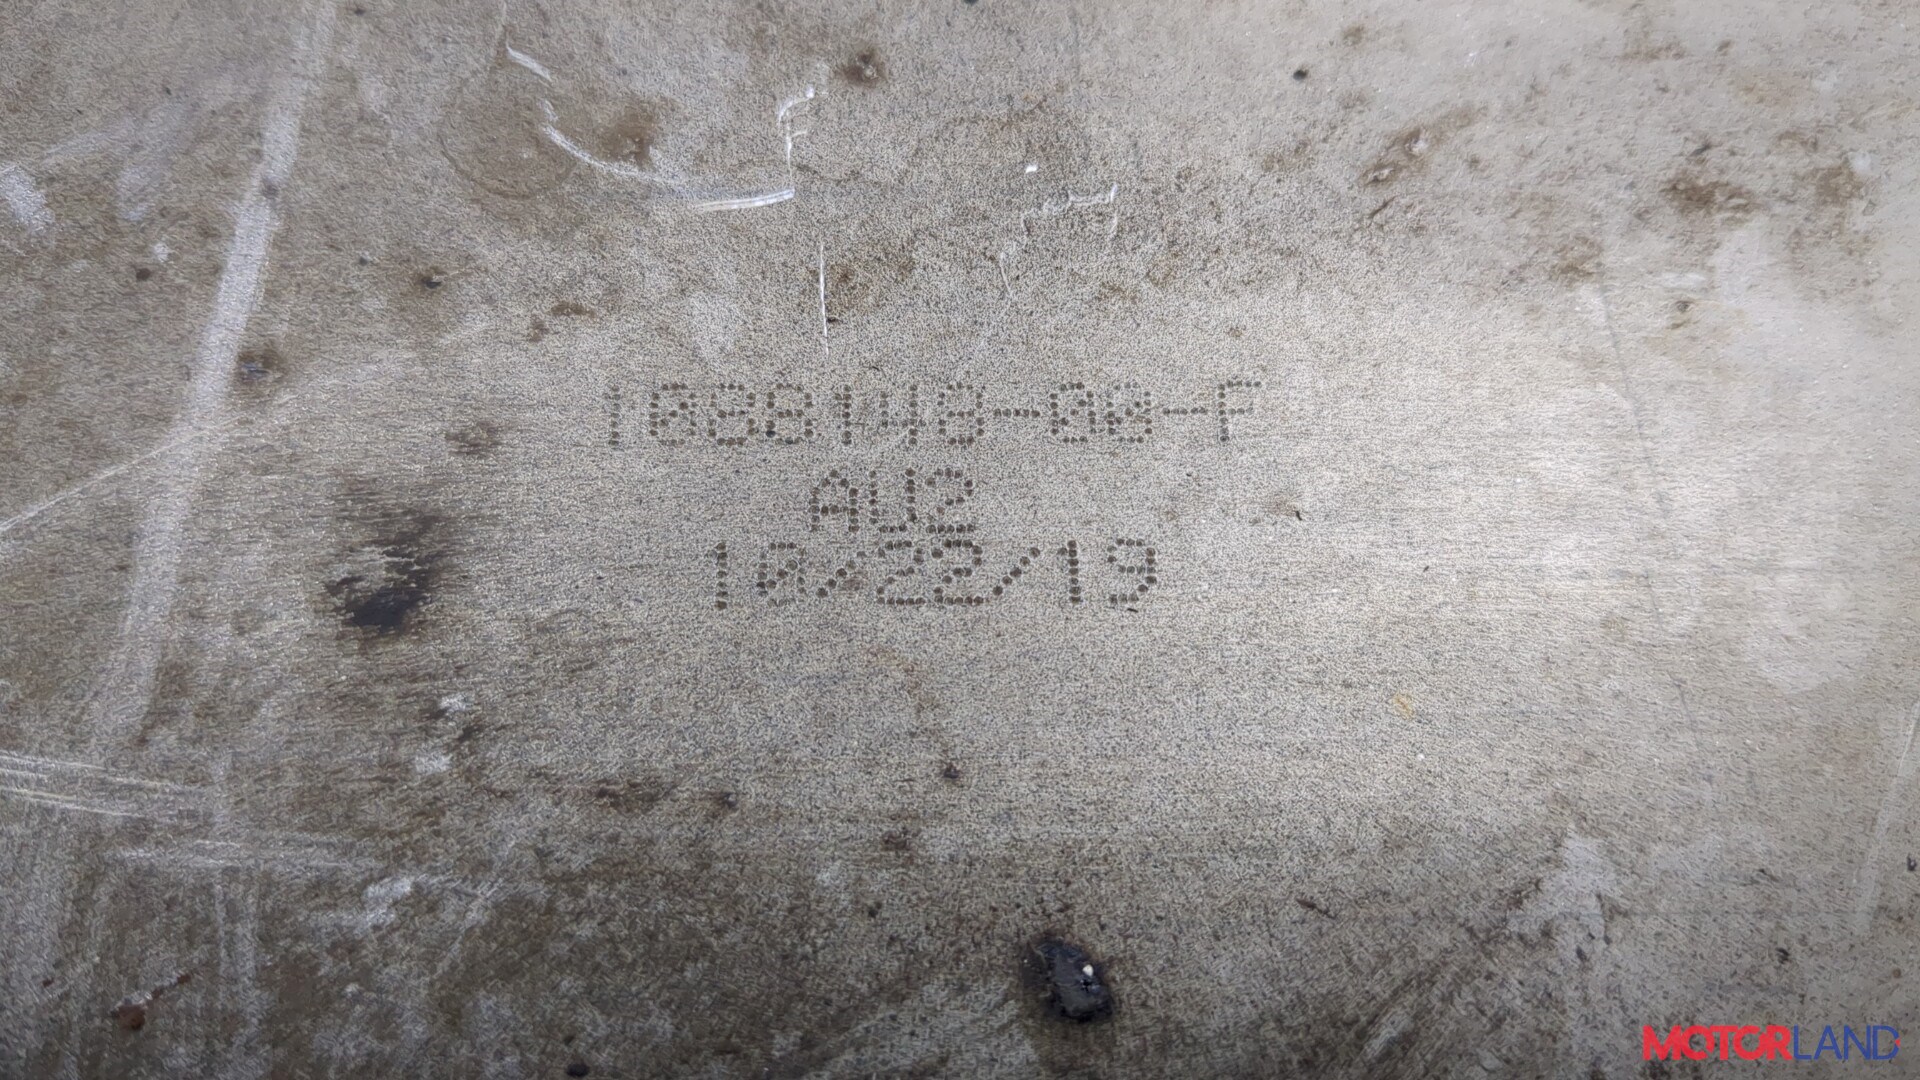 1088148-00-F
AU2
10/22/19
MOTORLAND